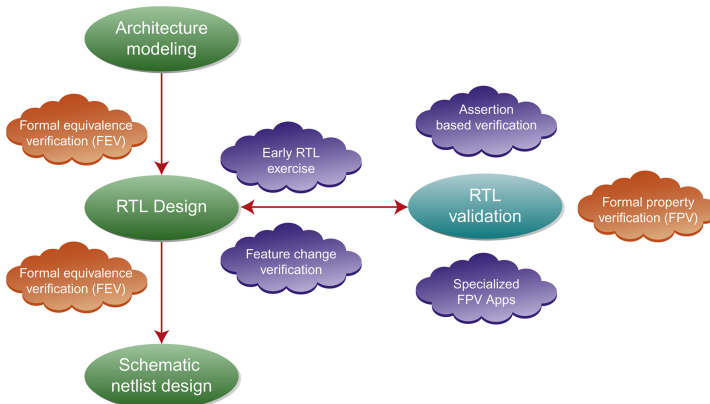 Architecture
modeling
Formal equivalence
verification (FEV)
Early RTL
exercise
Assertion
based verification
RTL Design
RTL
validation
Formal property
verification (FPV)
Formal equivalence
verification (FEV)
Feature change
verification
Specialized
FPV Apps
Schematic
netlist design